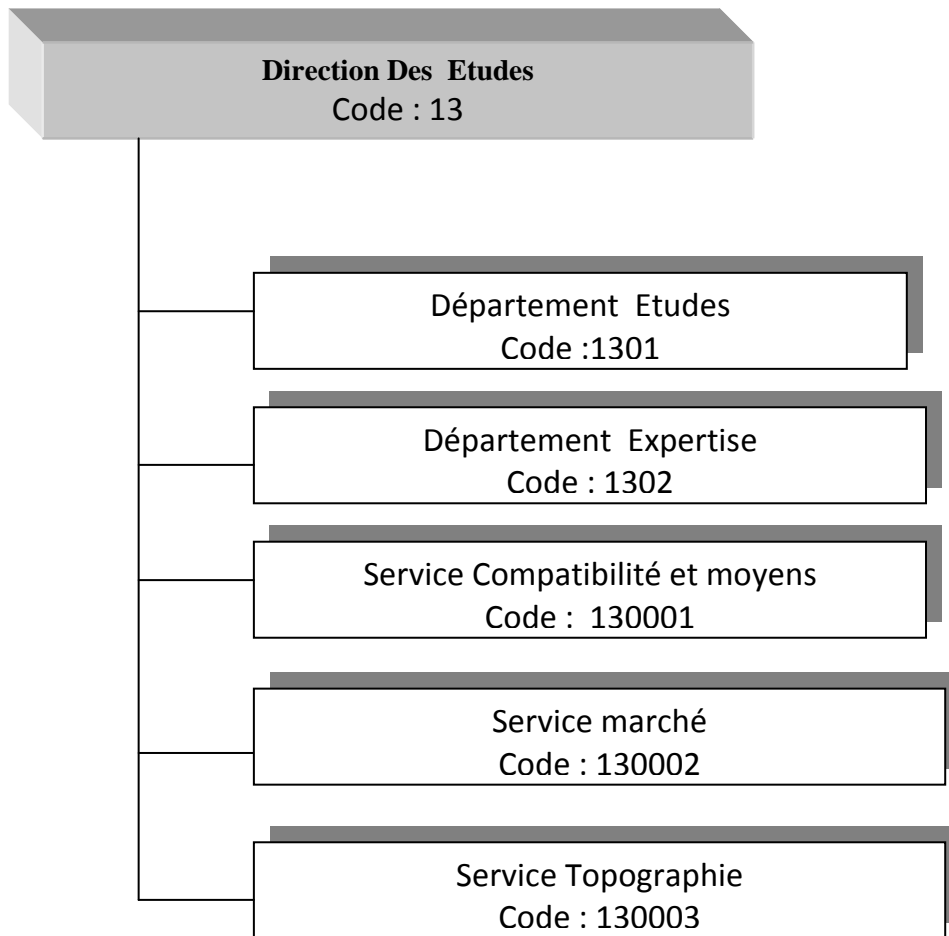 Direction Des Etudes
Code : 13
Département Etudes
Code :1301
Département Expertise
Code : 1302
Service Compatibilité et moyens
Code : 130001
Service marché
Code : 130002
Service Topographie
Code : 130003